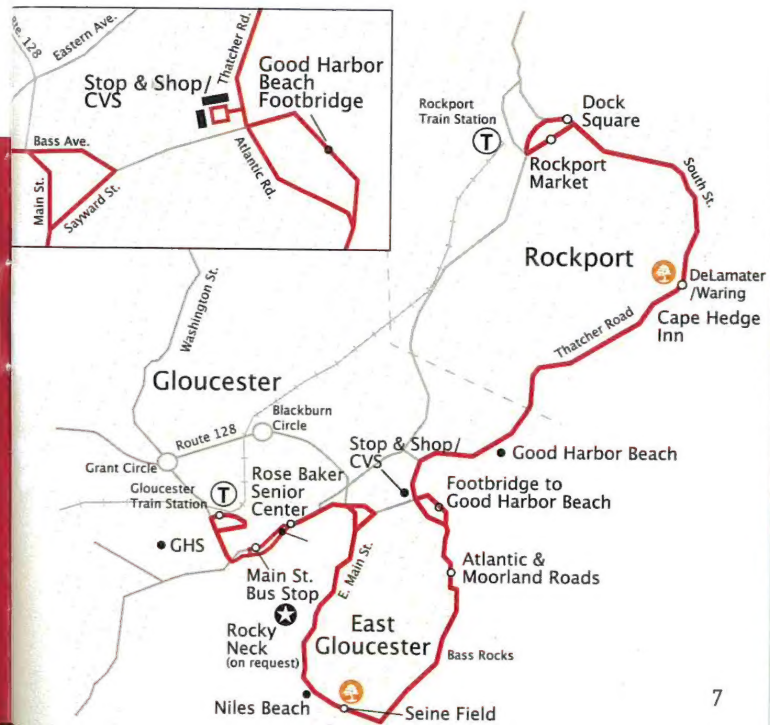 Rte. 128
Eastern Ave.
Thatcher Rd.
Stop & Shop/
CVS
Good Harbor
Beach
Footbridge
Bass Ave.
Main St.
Sayward St.
Atlantic Rd.
Rockport
Train Station
T
Dock
Square
Rockport
Market
South St.
Rockport
DeLamater
/Waring
Cape Hedge
Inn
Thatcher Road
Washington St.
Gloucester
Route 128
Blackburn
Circle
Grant Circle
Stop & Shop/
CVS
Good Harbor Beach
Gloucester
Train Station
T
Rose Baker
Senior
Center
Footbridge to
Good Harbor Beach
GHS
Main St.
Bus Stop
E. Main St.
Atlantic &
Moorland Roads
Rocky
Neck
(on request)
East
Gloucester
Bass Rocks
Niles Beach
Seine Field
7